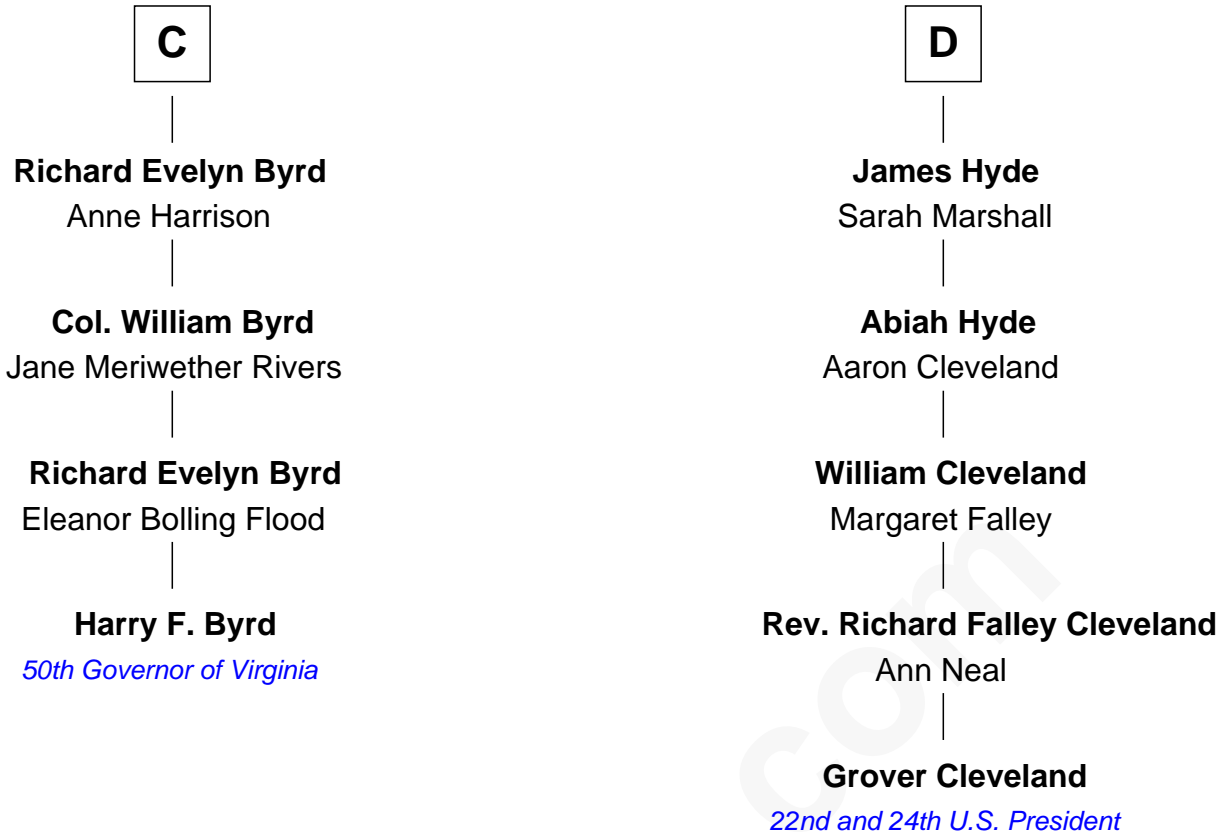 C
Richard Evelyn Byrd
Anne Harrison
Col. William Byrd
Jane Meriwether Rivers
Richard Evelyn Byrd
Eleanor Bolling Flood
Harry F. Byrd
50th Governor of Virginia
D
James Hyde
Sarah Marshall
Abiah Hyde
Aaron Cleveland
William Cleveland
Margaret Falley
Rev. Richard Falley Cleveland
Ann Neal
Grover Cleveland
22nd and 24th U.S. President
com